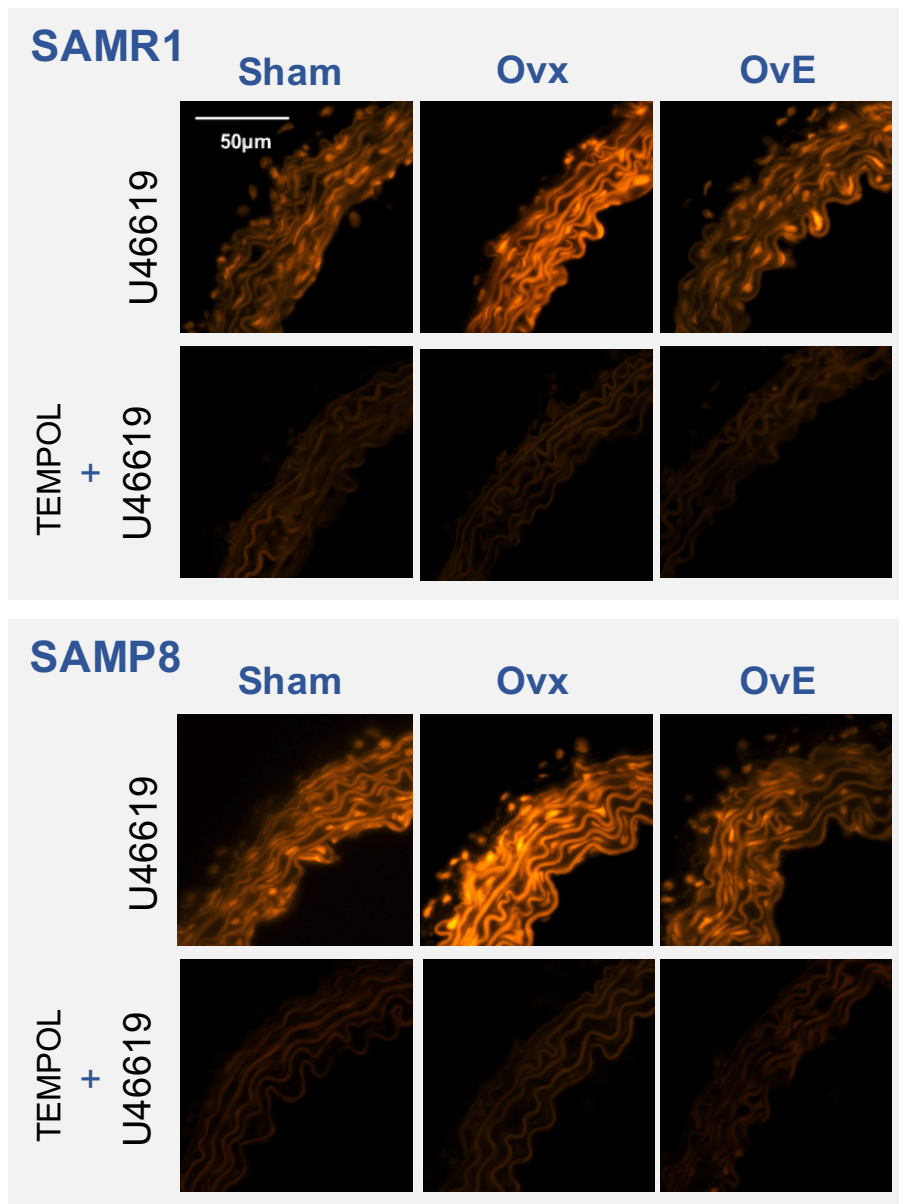 SAMR1
Sham Ovx OvE
50µm
U46619
TEMPOL
+
U46619
SAMP8
Sham Ovx OvE
U46619
TEMPOL
+
U46619